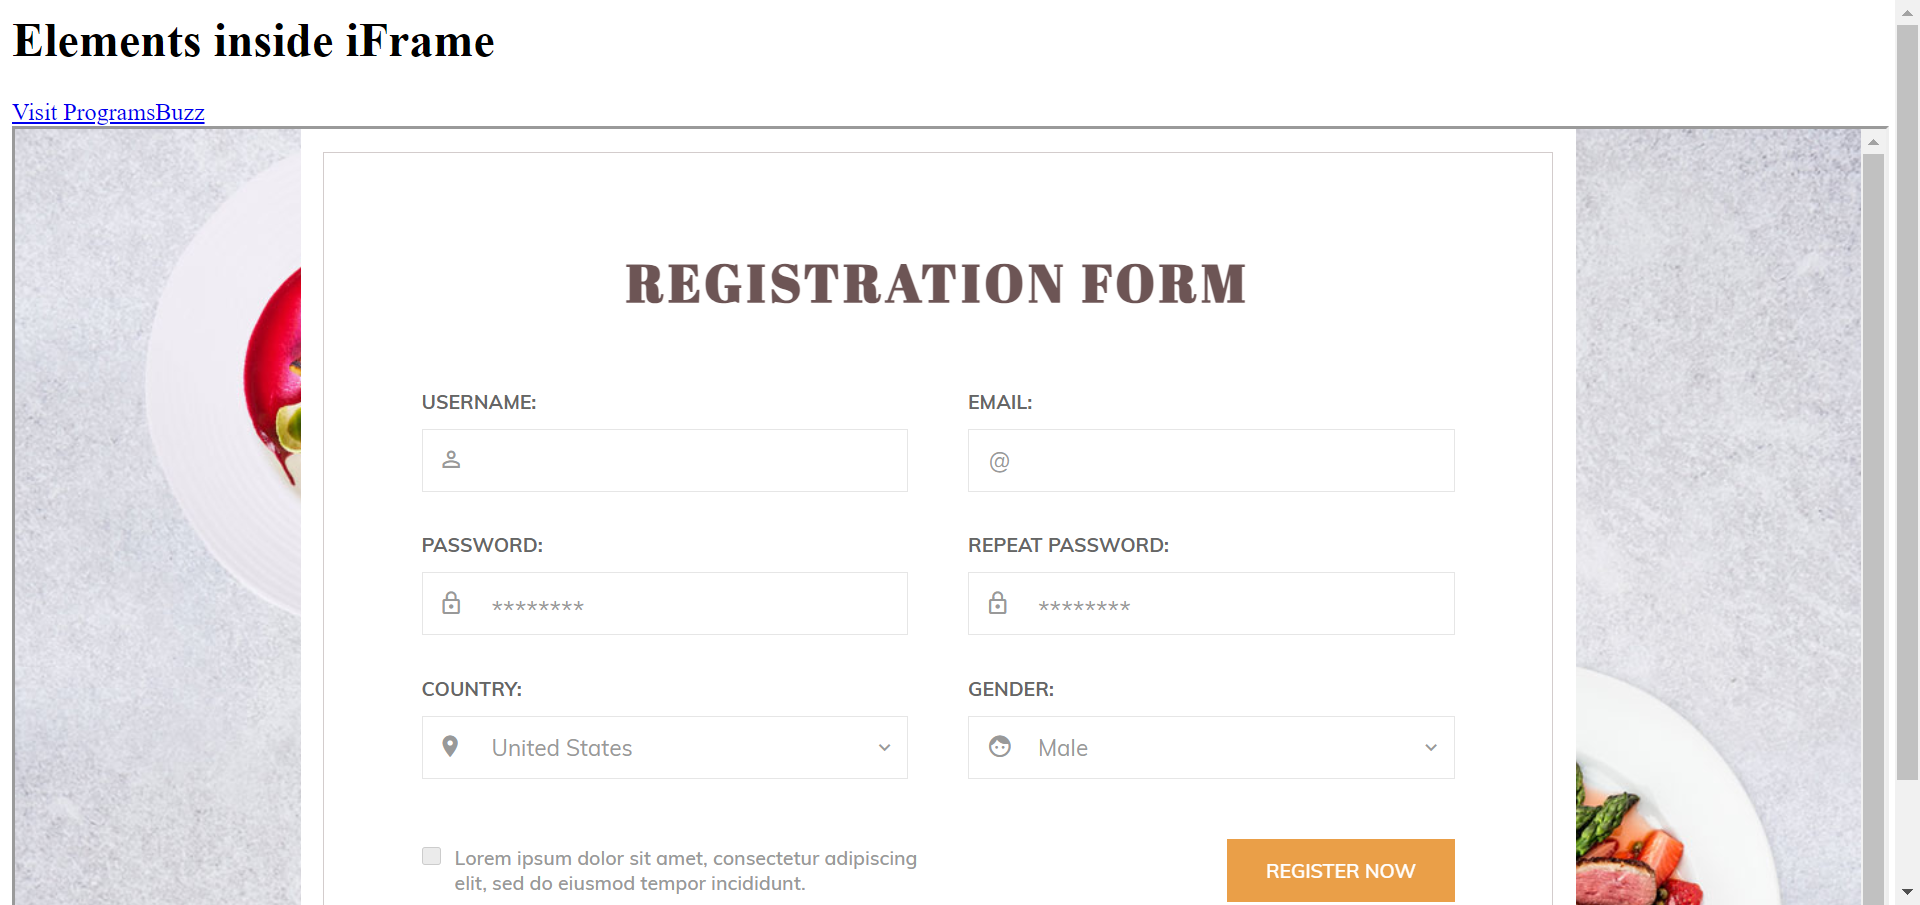 Elements inside iFrame
Visit ProgramsBuzz
REGISTRATION FORM
USERNAME:
EMAIL:
@
PASSWORD:
REPEAT PASSWORD:
********
********
COUNTRY:
GENDER:
United States
Male
Lorem ipsum dolor sit amet, consectetur adipiscing
elit, sed do eiusmod tempor incididunt.
REGISTER NOW